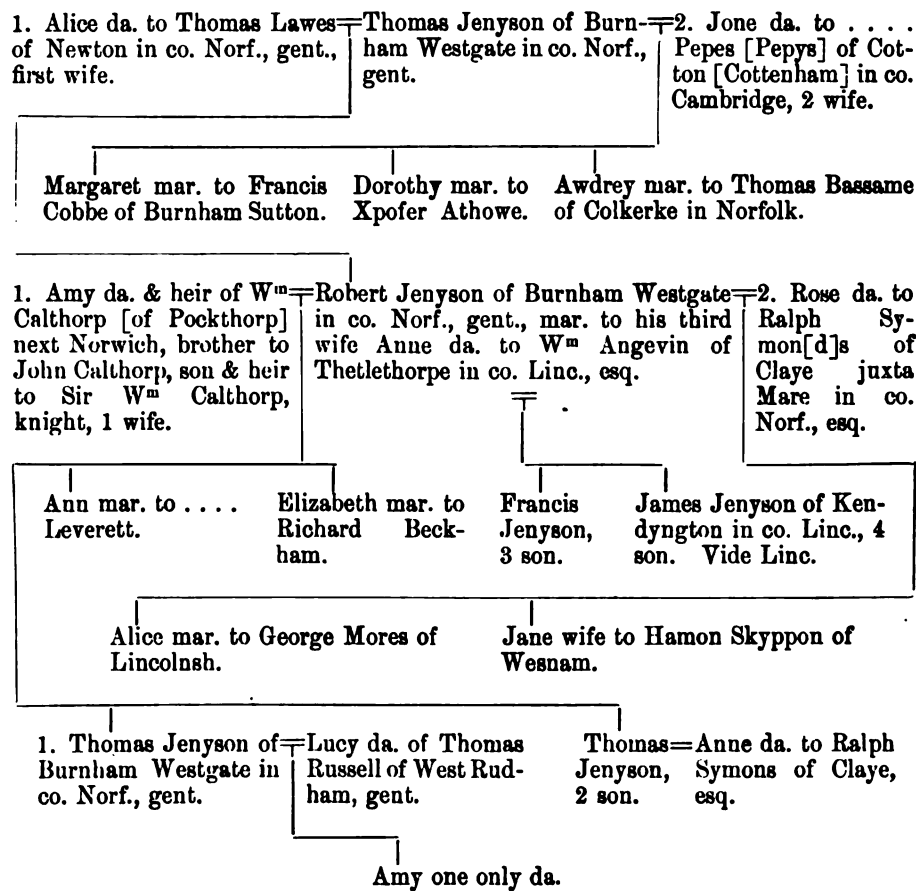 1. Alice da. to Thomas Lawes
of Newton in co. Norf., gent.,
first wife.
Thomas Jenyson of Burn-
ham Westgate in co. Norf.,
gent.
2. Jone da. to . . . .
Pepes [Pepys] of Cot-
ton [Cottenham] in co.
Cambridge, 2 wife.
Margaret mar. to Francis
Cobbe of Burnham Sutton.
Dorothy mar. to
Xpofer Athowe.
Awdrey mar. to Thomas Bassame
of Colkerke in Norfolk.
1. Amy da. & heir of Wᵐ
Calthorp [of Pockthorp]
next Norwich, brother to
John Calthorp, son & heir
to Sir Wᵐ Calthorp,
knight, 1 wife.
Robert Jenyson of Burnham Westgate
in co. Norf., gent., mar. to his third
wife Anne da. to Wᵐ Angevin of
Thetlethorpe in co. Linc., esq.
2. Rose da. to
Ralph Sy-
mon[d]s of
Claye juxta
Mare in co.
Norf., esq.
Ann mar. to . . . .
Leverett.
Elizabeth mar. to
Richard Beck-
ham.
Francis
Jenyson,
3 son.
James Jenyson of Ken-
dyngton in co. Linc., 4
son. Vide Linc.
Alice mar. to George Mores of
Lincolnsh.
Jane wife to Hamon Skyppon of
Wesnam.
1. Thomas Jenyson of
Burnham Westgate in
co. Norf., gent.
Lucy da. of Thomas
Russell of West Rud-
ham, gent.
Thomas
Jenyson,
2 son.
Anne da. to Ralph
Symons of Claye,
esq.
Amy one only da.